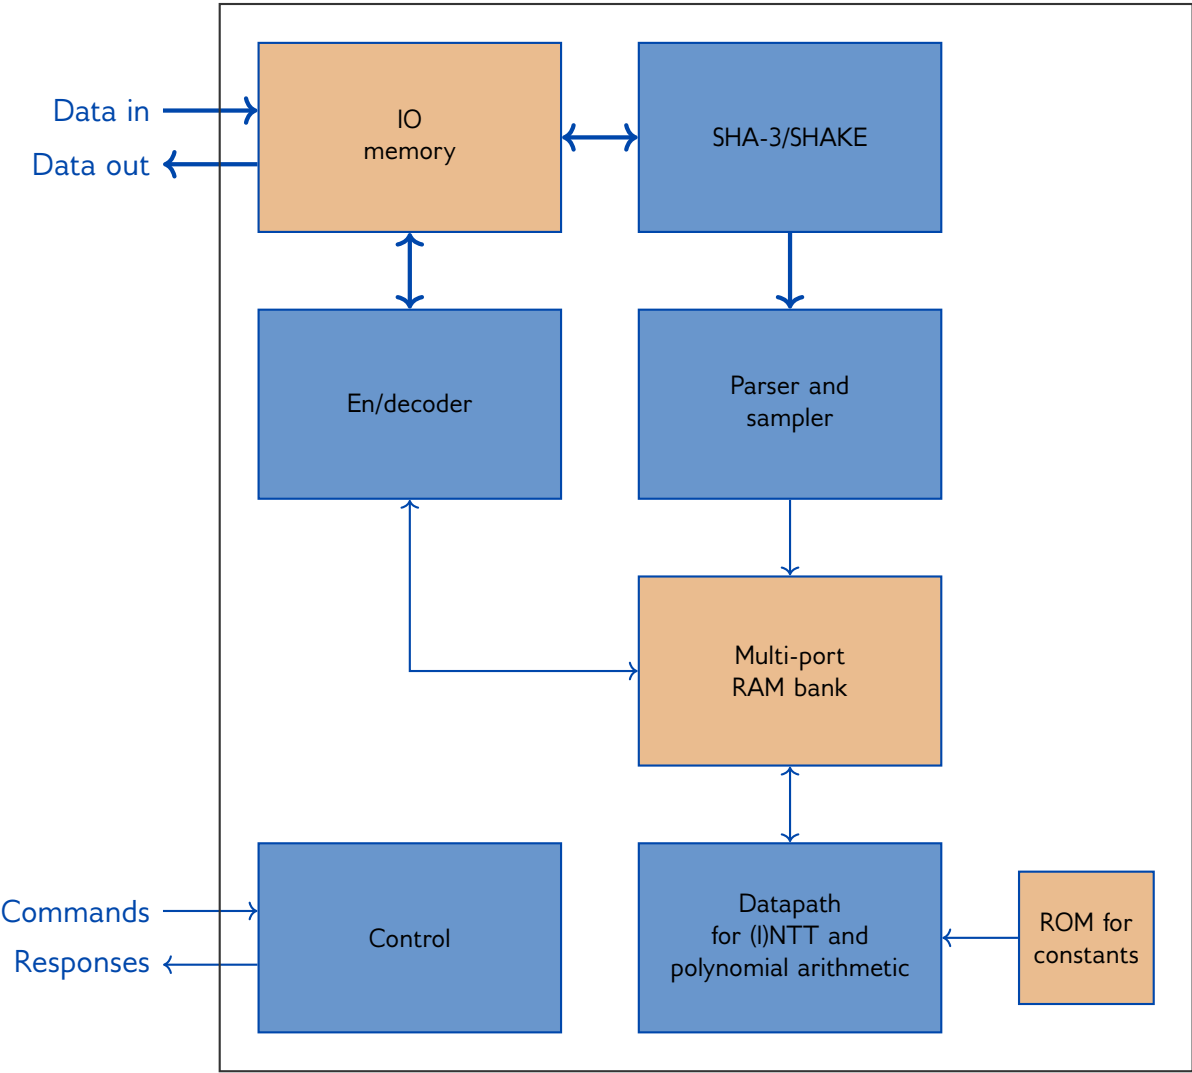 Data in
Data out
IO
memory
SHA-3/SHAKE
En/decoder
Parser and
sampler
Multi-port
RAM bank
Commands
Responses
Control
Datapath
for (I)NTT and
polynomial arithmetic
ROM for
constants